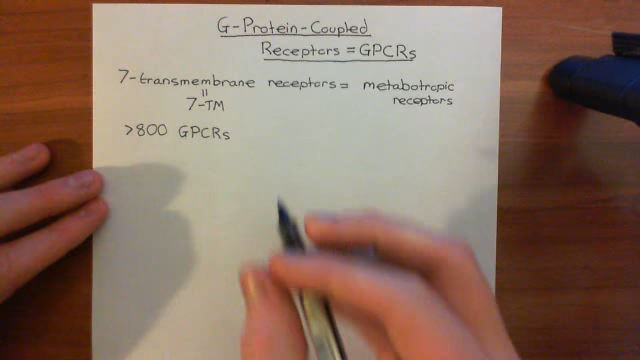 G-Protein-Coupled
Receptors = GPCRs
7-transmembrane receptors = metabotropic
receptors
=
7-TM
>800 GPCRs